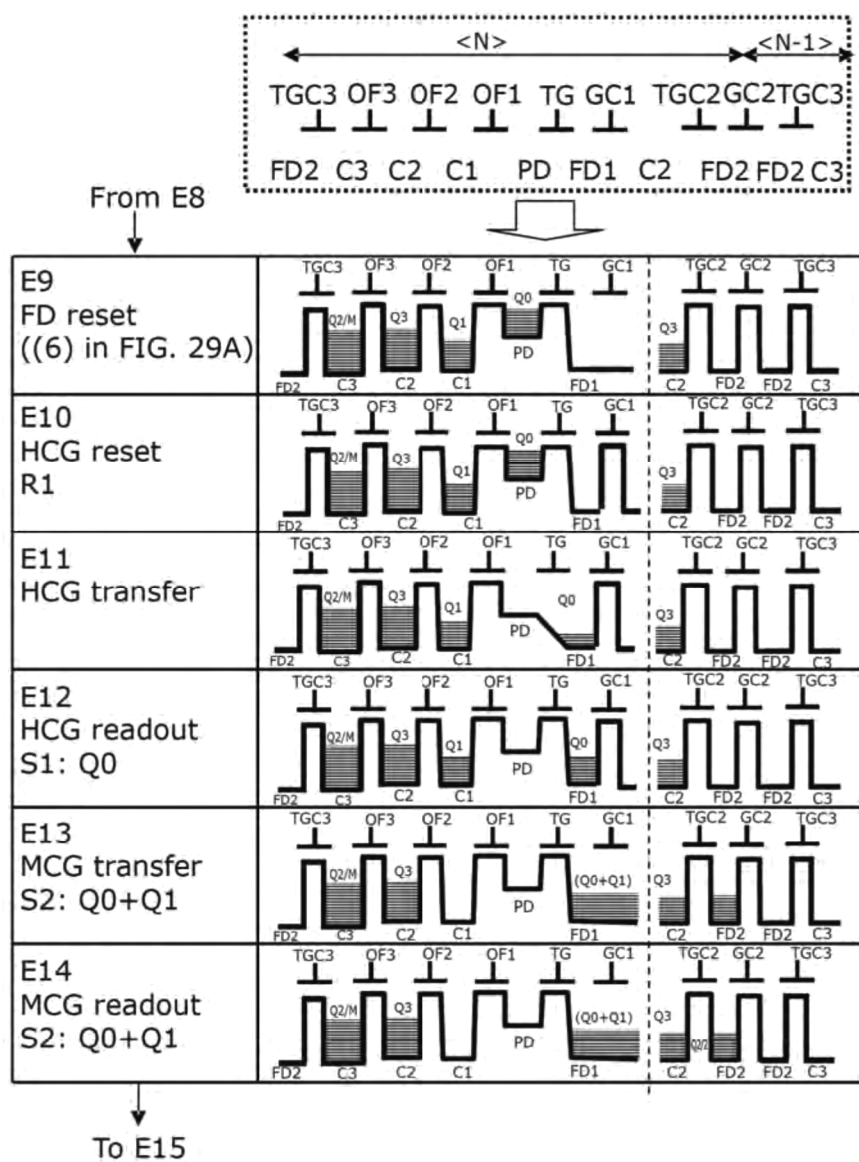 <N> <N-1>
TGC3 OF3 OF2 OF1 TG GC1 TGC2 GC2 TGC3
FD2 C3 C2 C1 PD FD1 C2 FD2 FD2 C3
From E8
E9
FD reset
((6) in FIG. 29A)
TGC3 OF3 OF2 OF1 TG GC1 TGC2 GC2 TGC3
Q2/M Q3 Q1 Q0 Q3
PD
FD2 C3 C2 C1 FD1 C2 FD2 FD2 C3
E10
HCG reset
R1
TGC3 OF3 OF2 OF1 TG GC1 TGC2 GC2 TGC3
Q2/M Q3 Q1 Q0 Q3
PD
FD2 C3 C2 C1 FD1 C2 FD2 FD2 C3
E11
HCG transfer
TGC3 OF3 OF2 OF1 TG GC1 TGC2 GC2 TGC3
Q2/M Q3 Q1 Q0 Q3
PD
FD2 C3 C2 C1 FD1 C2 FD2 FD2 C3
E12
HCG readout
S1: Q0
TGC3 OF3 OF2 OF1 TG GC1 TGC2 GC2 TGC3
Q2/M Q3 Q1 Q0 Q3
PD
FD2 C3 C2 C1 FD1 C2 FD2 FD2 C3
E13
MCG transfer
S2: Q0+Q1
TGC3 OF3 OF2 OF1 TG GC1 TGC2 GC2 TGC3
Q2/M Q3 (Q0+Q1) Q3
PD
FD2 C3 C2 C1 FD1 C2 FD2 FD2 C3
E14
MCG readout
S2: Q0+Q1
TGC3 OF3 OF2 OF1 TG GC1 TGC2 GC2 TGC3
Q2/M Q3 (Q0+Q1) Q3
PD Q2/2
FD2 C3 C2 C1 FD1 C2 FD2 FD2 C3
To E15